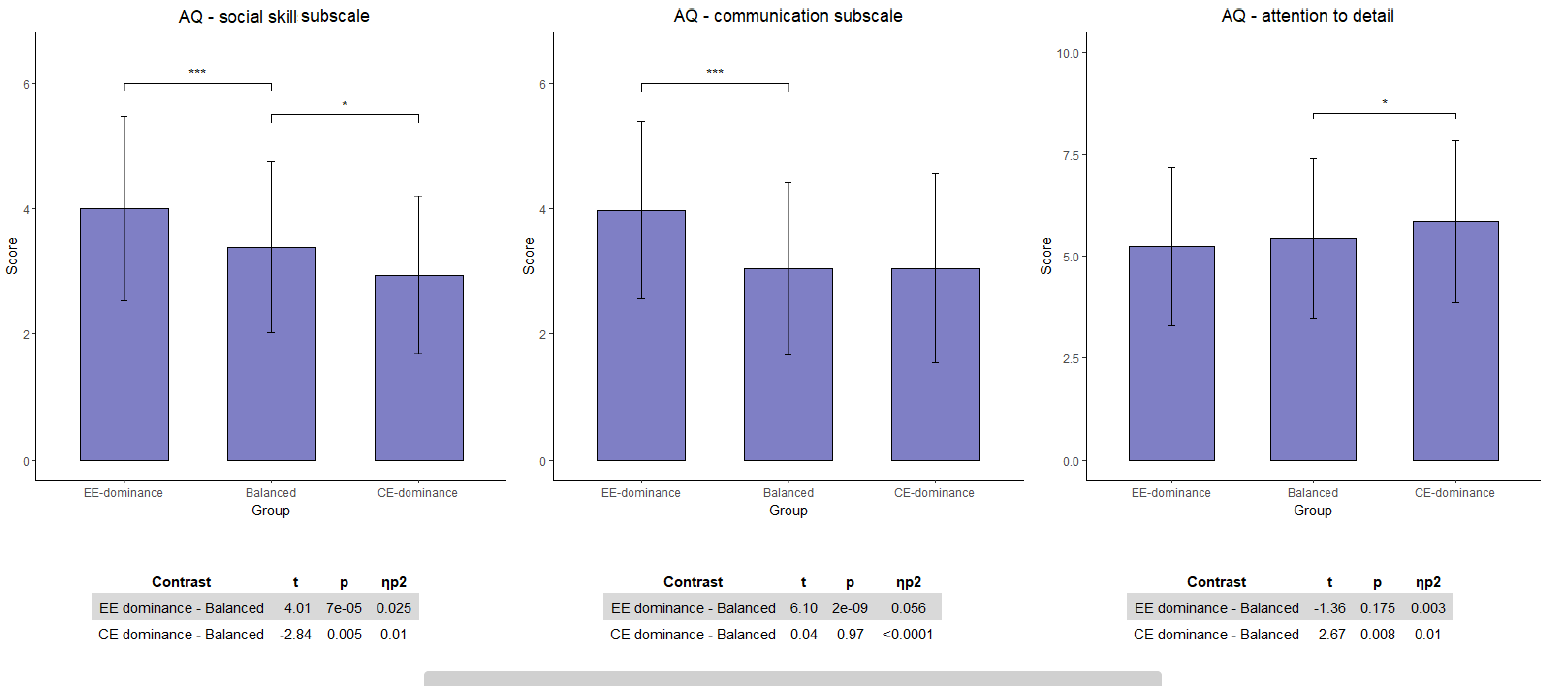 AQ - social skill subscale
***
*
6
4
2
0
Score
EE-dominance Balanced CE-dominance
Group
Contrast t p ηp2
EE dominance - Balanced 4.01 7e-05 0.025
CE dominance - Balanced -2.84 0.005 0.01
AQ - communication subscale
***
6
4
2
0
Score
EE-dominance Balanced CE-dominance
Group
Contrast t p ηp2
EE dominance - Balanced 6.10 2e-09 0.056
CE dominance - Balanced 0.04 0.97 <0.0001
AQ - attention to detail
*
10.0
7.5
5.0
2.5
0.0
Score
EE-dominance Balanced CE-dominance
Group
Contrast t p ηp2
EE dominance - Balanced -1.36 0.175 0.003
CE dominance - Balanced 2.67 0.008 0.01